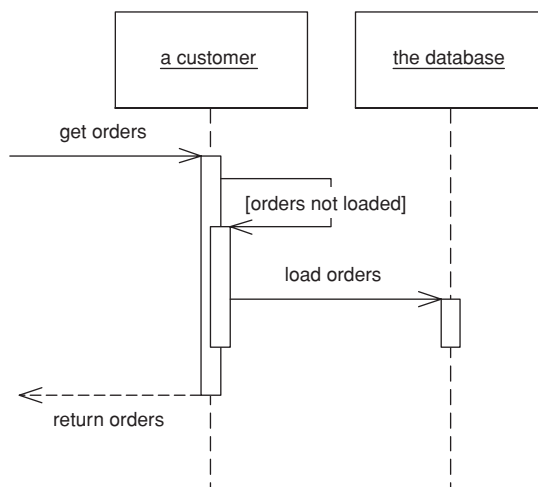 a customer
the database
get orders
[orders not loaded]
load orders
return orders